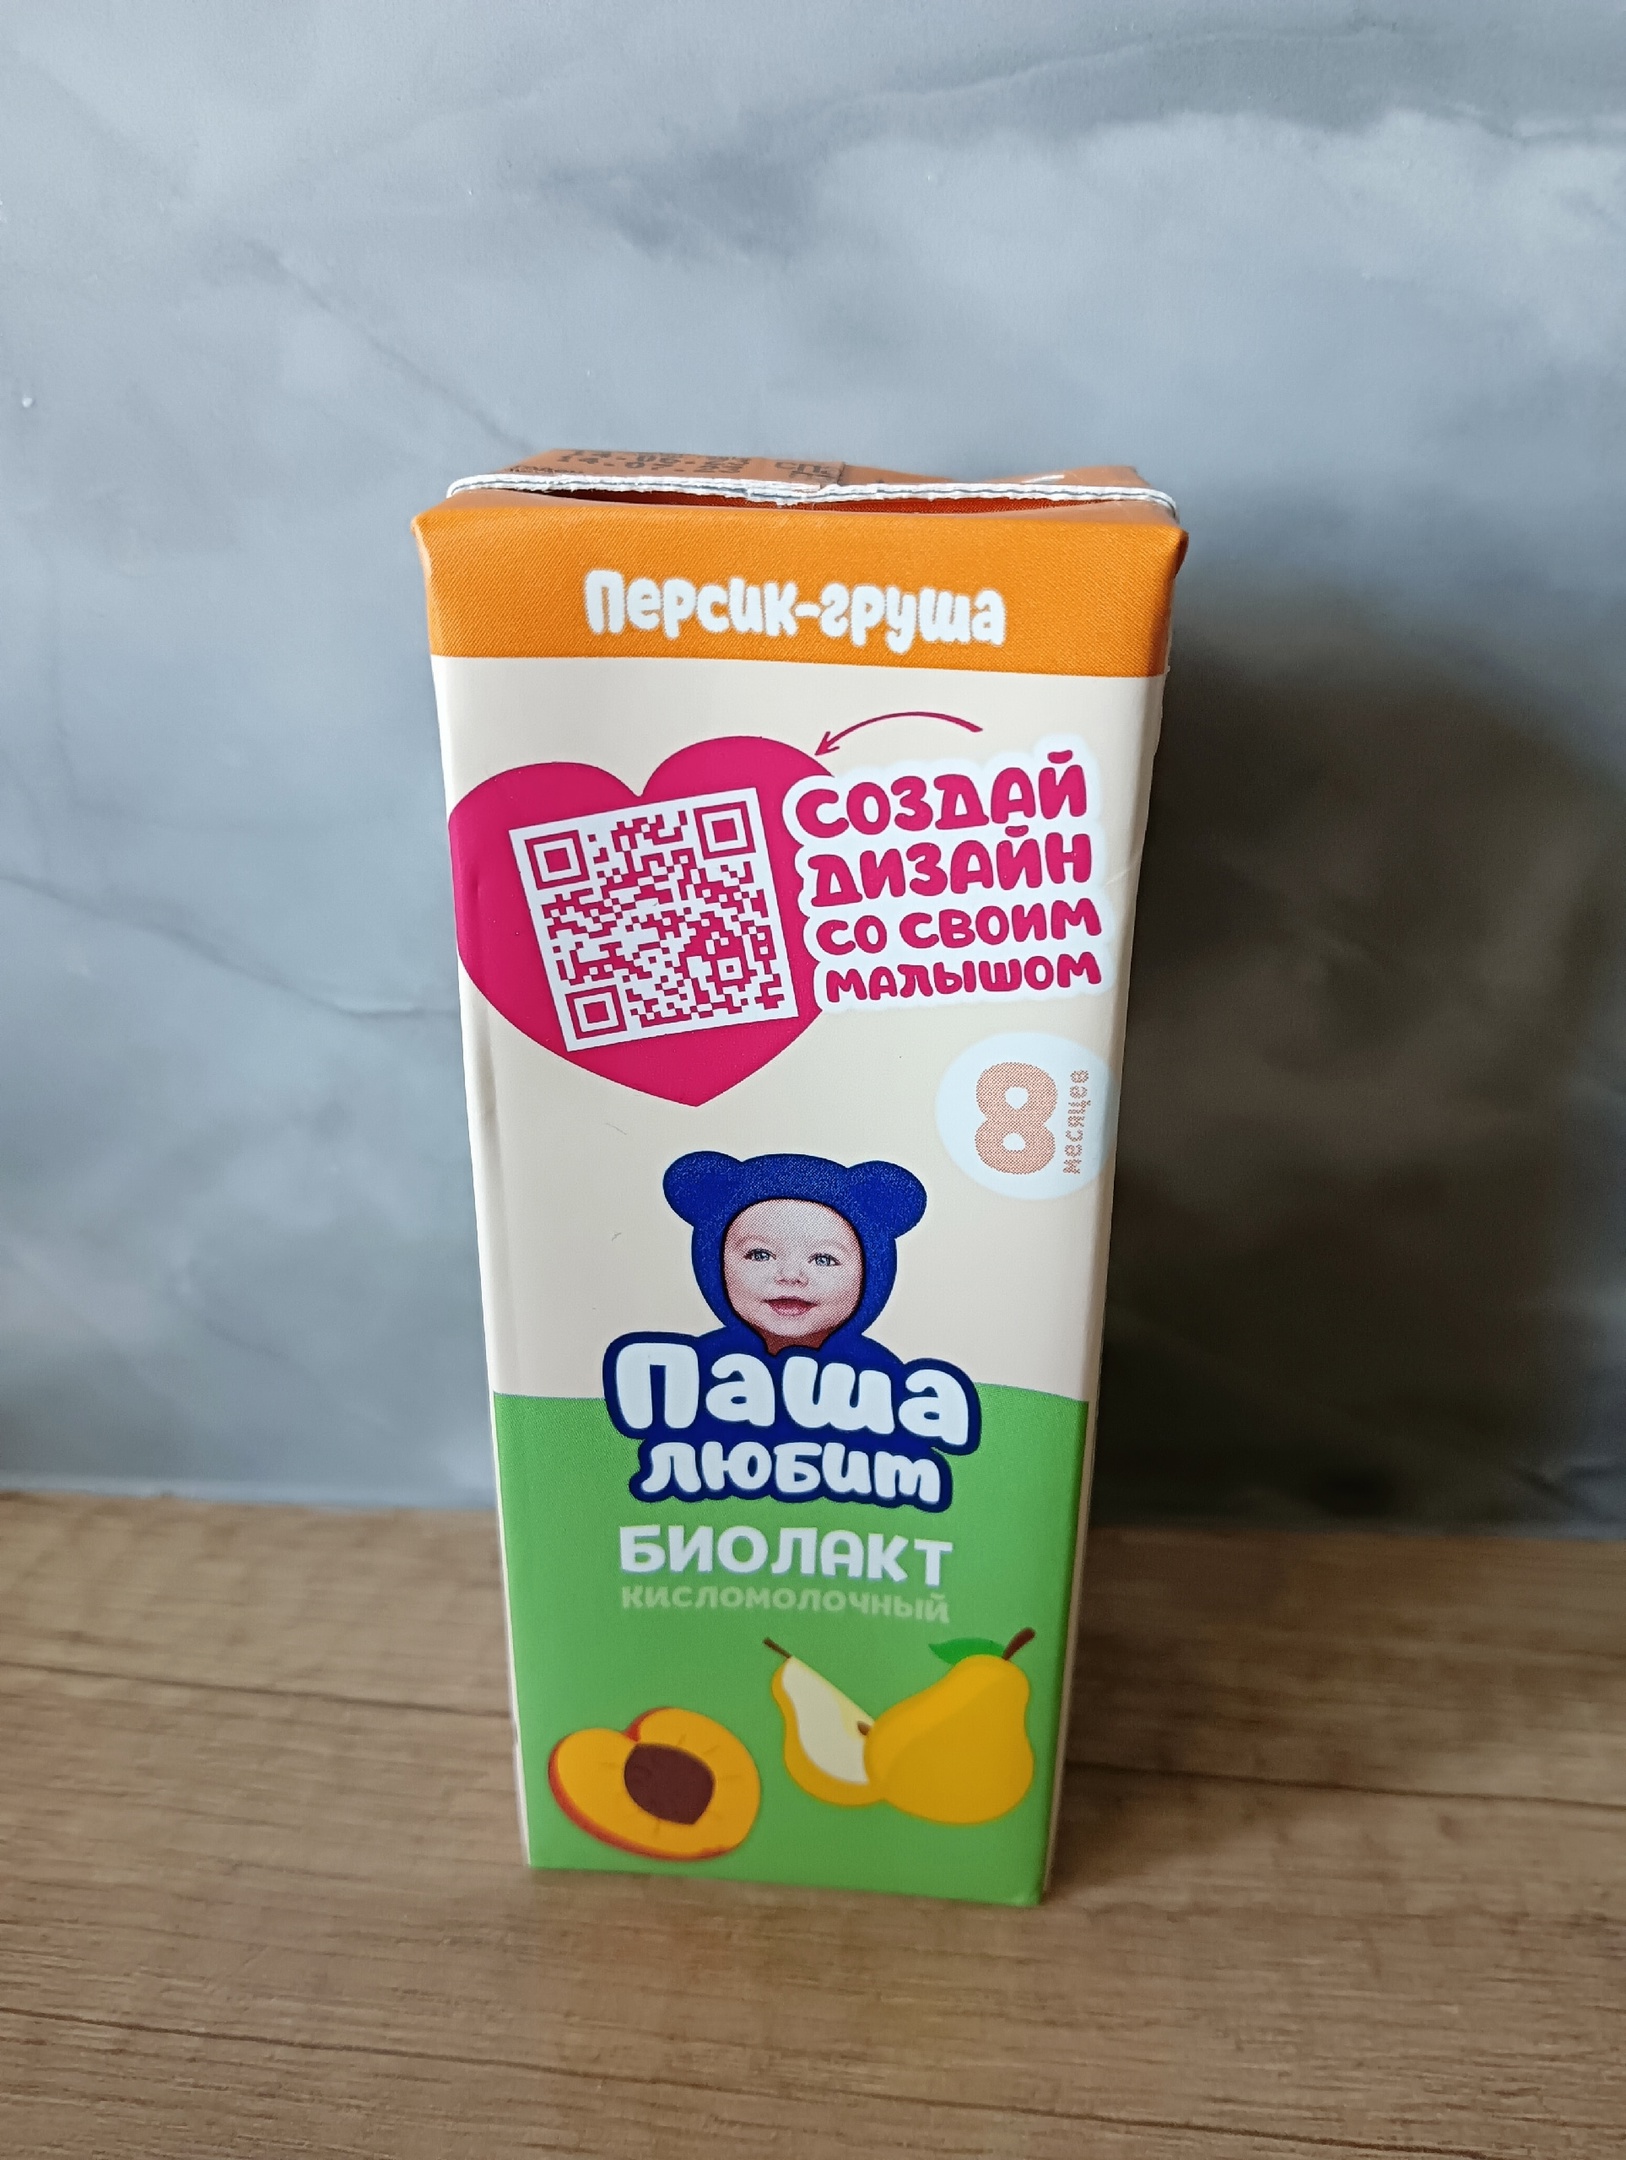 Персик-груша
СОЗДАЙ
ДИЗАЙН
СО СВОИМ
МАЛЫШОМ
8
месяцев
Паша
любит
БИОЛАКТ
КИСЛОМОЛОЧНЫЙ